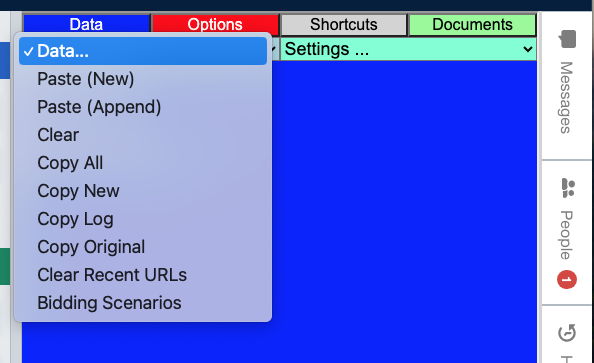 Data
Options
Shortcuts
Documents
✓ Data...
Settings ...
Paste (New)
Paste (Append)
Clear
Copy All
Copy New
Copy Log
Copy Original
Clear Recent URLs
Bidding Scenarios
Messages
People
1